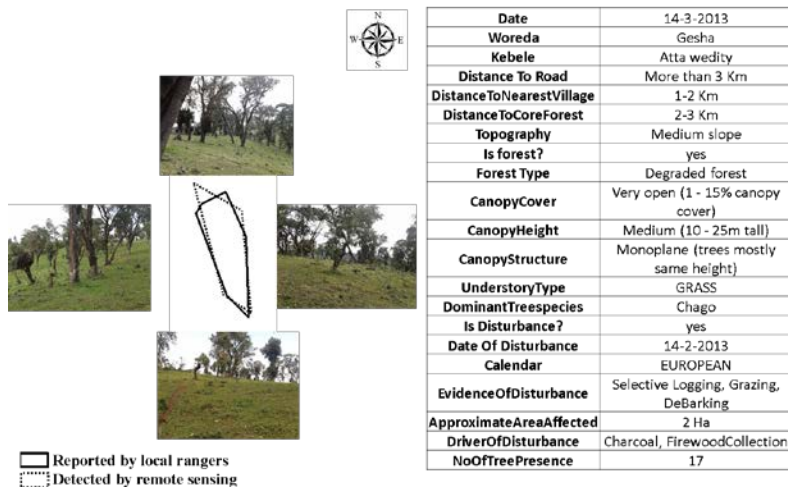 N
W E
S
Date 14-3-2013
Woreda Gesha
Kebele Atta wedity
Distance To Road More than 3 Km
DistanceToNearestVillage 1-2 Km
DistanceToCoreForest 2-3 Km
Topography Medium slope
Is forest? yes
Forest Type Degraded forest
CanopyCover Very open (1 - 15% canopy
cover)
CanopyHeight Medium (10 - 25m tall)
CanopyStructure Monoplane (trees mostly
same height)
UnderstoryType GRASS
DominantTreespecies Chago
Is Disturbance? yes
Date Of Disturbance 14-2-2013
Calendar EUROPEAN
EvidenceOfDisturbance Selective Logging, Grazing,
DeBarking
ApproximateAreaAffected 2 Ha
DriverOfDisturbance Charcoal, FirewoodCollection
NoOfTreePresence 17
Reported by local rangers
Detected by remote sensing